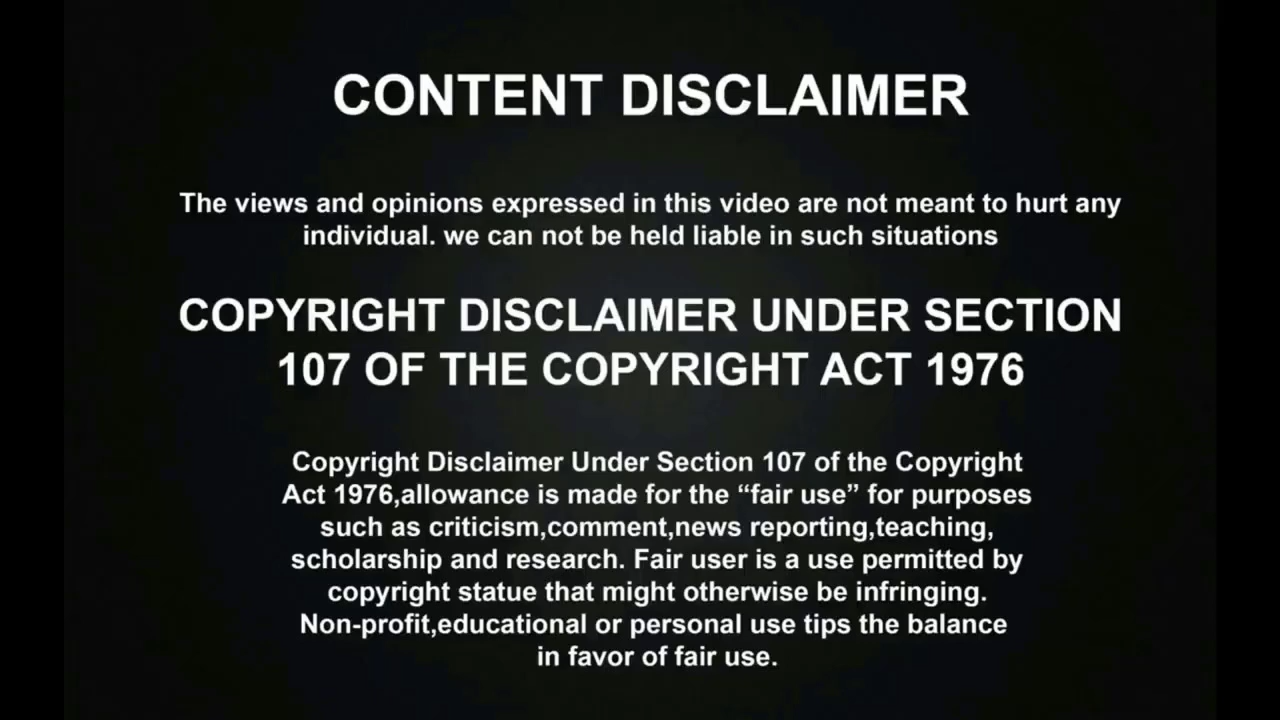 CONTENT DISCLAIMER
The views and opinions expressed in this video are not meant to hurt any
individual. we can not be held liable in such situations
COPYRIGHT DISCLAIMER UNDER SECTION
107 OF THE COPYRIGHT ACT 1976
Copyright Disclaimer Under Section 107 of the Copyright
Act 1976,allowance is made for the “fair use” for purposes
such as criticism,comment,news reporting,teaching,
scholarship and research. Fair user is a use permitted by
copyright statue that might otherwise be infringing.
Non-profit,educational or personal use tips the balance
in favor of fair use.